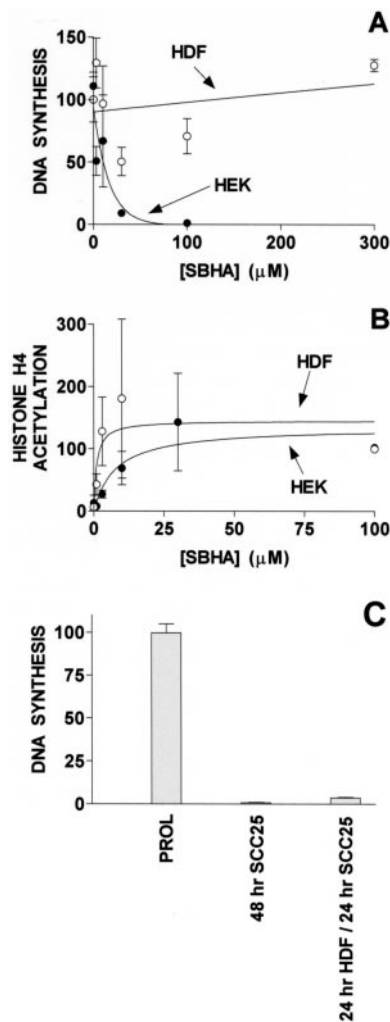 A
150
100
50
0
DNA SYNTHESIS
HDF
HEK
0
100
200
300
[SBHA] (µM)
B
300
200
100
0
HISTONE H4
ACETYLATION
HDF
HEK
0
25
50
75
100
[SBHA] (µM)
C
100
75
50
25
0
DNA SYNTHESIS
PROL
48 hr SCC25
24 hr HDF / 24 hr SCC25